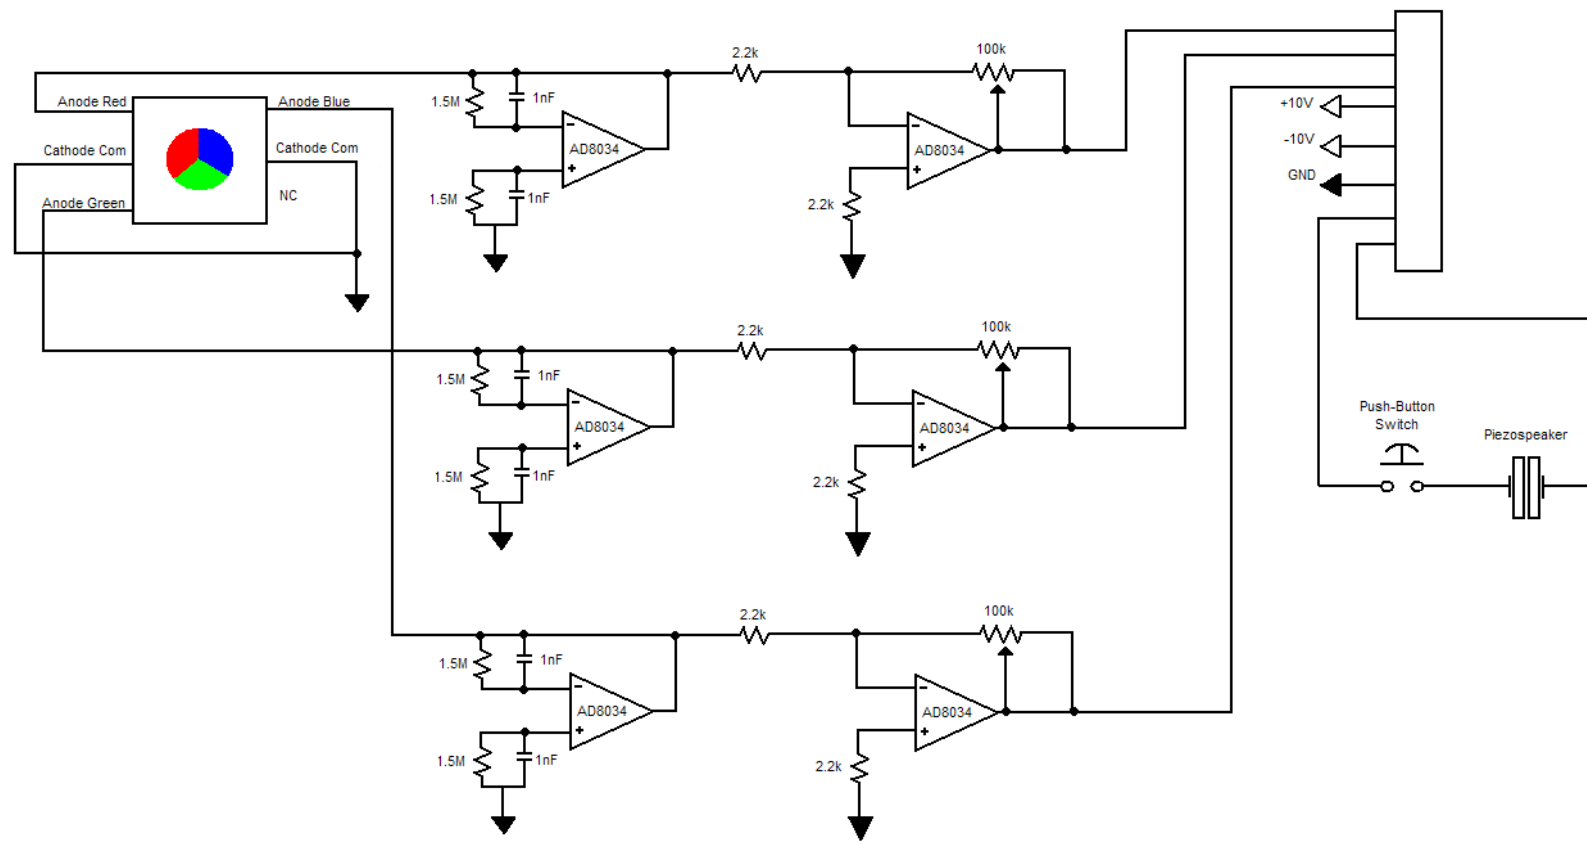 2.2k
100k
1.5M
1nF
Anode Red
Anode Blue
+10V
AD8034
AD8034
-10V
Cathode Com
Cathode Com
GND
1.5M
1nF
NC
Anode Green
2.2k
2.2k
100k
1.5M
1nF
Push-Button
Switch
AD8034
AD8034
Piezospeaker
1.5M
1nF
2.2k
2.2k
100k
1.5M
1nF
AD8034
AD8034
1.5M
1nF
2.2k